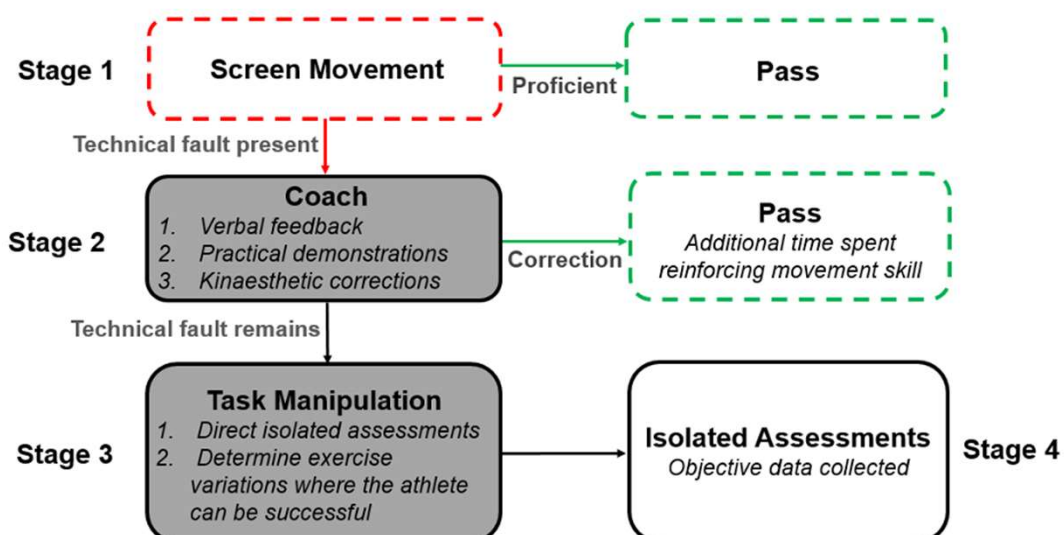 Stage 1
Screen Movement
Proficient
Pass
Technical fault present
Stage 2
Coach
1. Verbal feedback
2. Practical demonstrations
3. Kinaesthetic corrections
Correction
Pass
Additional time spent
reinforcing movement skill
Technical fault remains
Stage 3
Task Manipulation
1. Direct isolated assessments
2. Determine exercise
variations where the athlete
can be successful
Isolated Assessments
Objective data collected
Stage 4